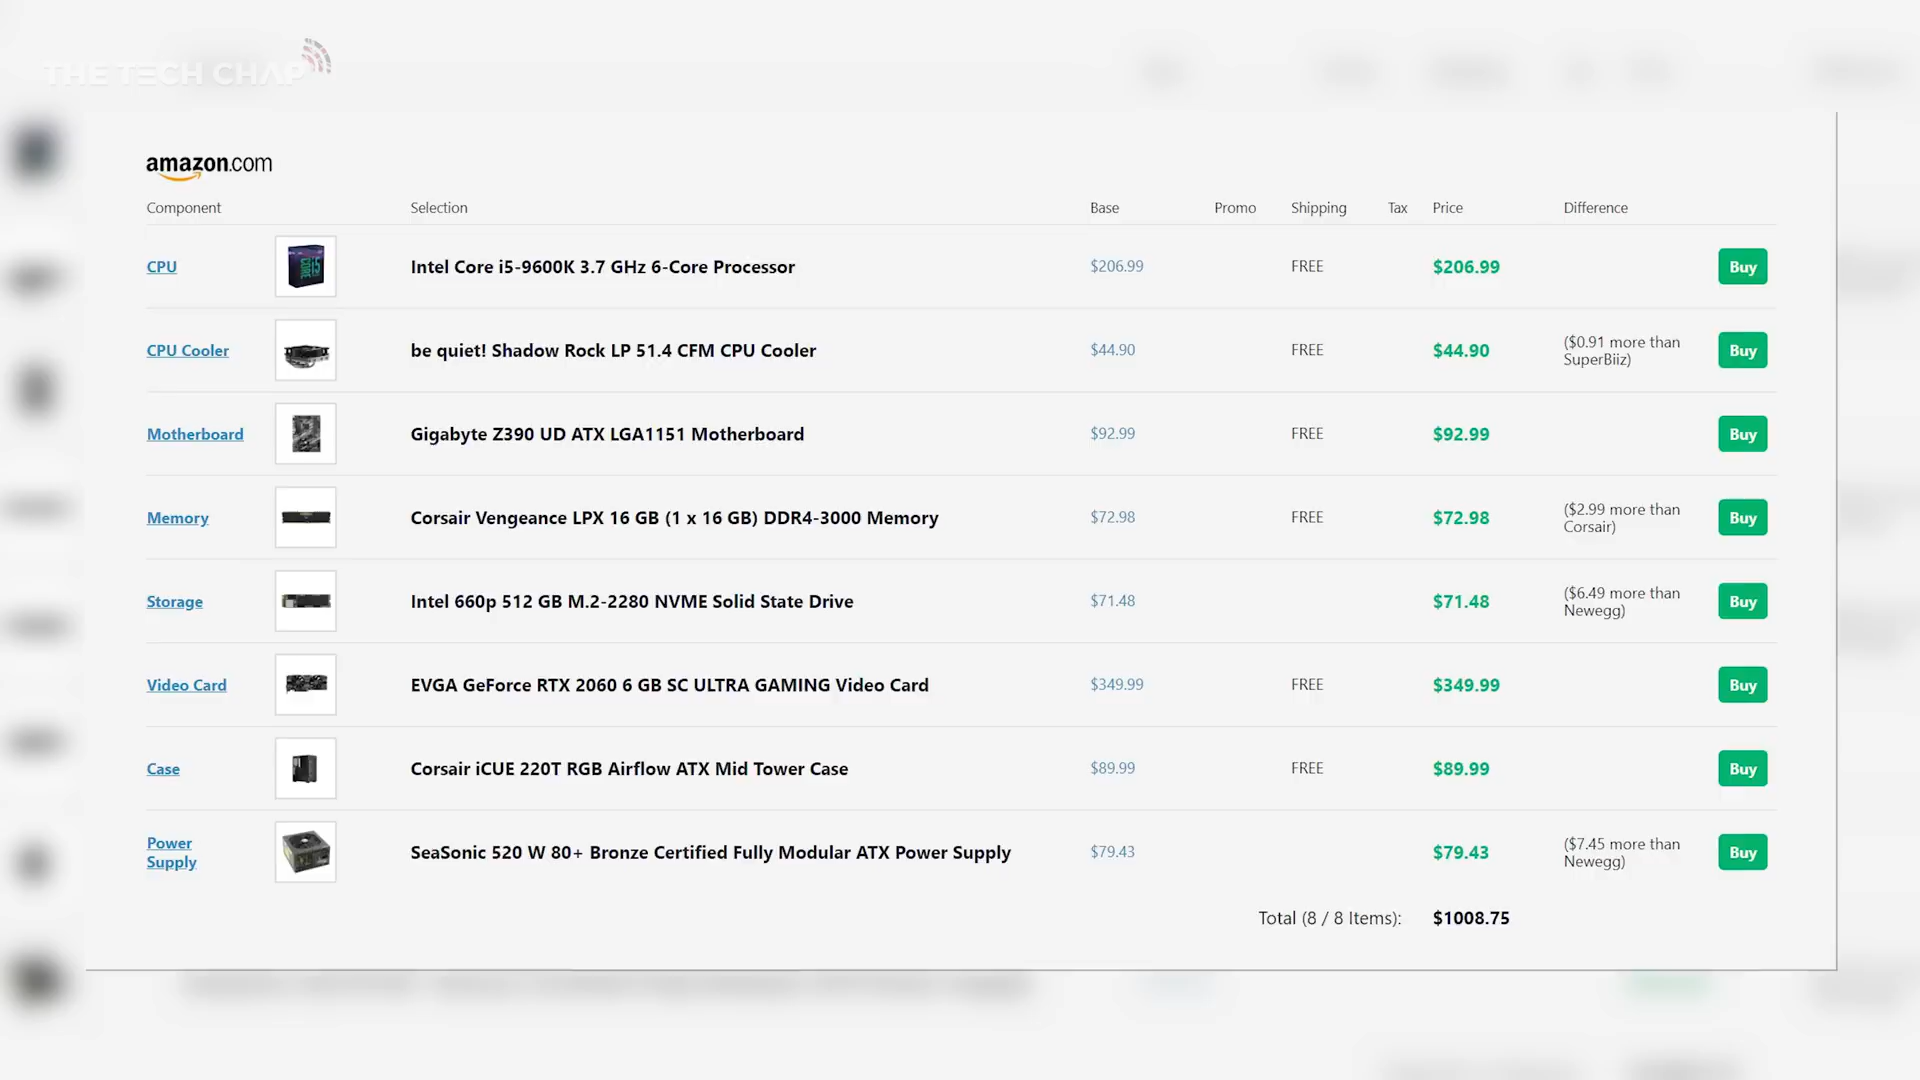 THE TECH CHAP
amazon.com
Component Selection Base Promo Shipping Tax Price Difference
CPU Intel Core i5-9600K 3.7 GHz 6-Core Processor $206.99 FREE $206.99 Buy
CPU Cooler be quiet! Shadow Rock LP 51.4 CFM CPU Cooler $44.90 FREE $44.90 ($0.91 more than
SuperBiiz) Buy
Motherboard Gigabyte Z390 UD ATX LGA1151 Motherboard $92.99 FREE $92.99 Buy
Memory Corsair Vengeance LPX 16 GB (1 x 16 GB) DDR4-3000 Memory $72.98 FREE $72.98 ($2.99 more than
Corsair) Buy
Storage Intel 660p 512 GB M.2-2280 NVME Solid State Drive $71.48 $71.48 ($6.49 more than
Newegg) Buy
Video Card EVGA GeForce RTX 2060 6 GB SC ULTRA GAMING Video Card $349.99 FREE $349.99 Buy
Case Corsair iCUE 220T RGB Airflow ATX Mid Tower Case $89.99 FREE $89.99 Buy
Power
Supply SeaSonic 520 W 80+ Bronze Certified Fully Modular ATX Power Supply $79.43 $79.43 ($7.45 more than
Newegg) Buy
Total (8 / 8 Items): $1008.75